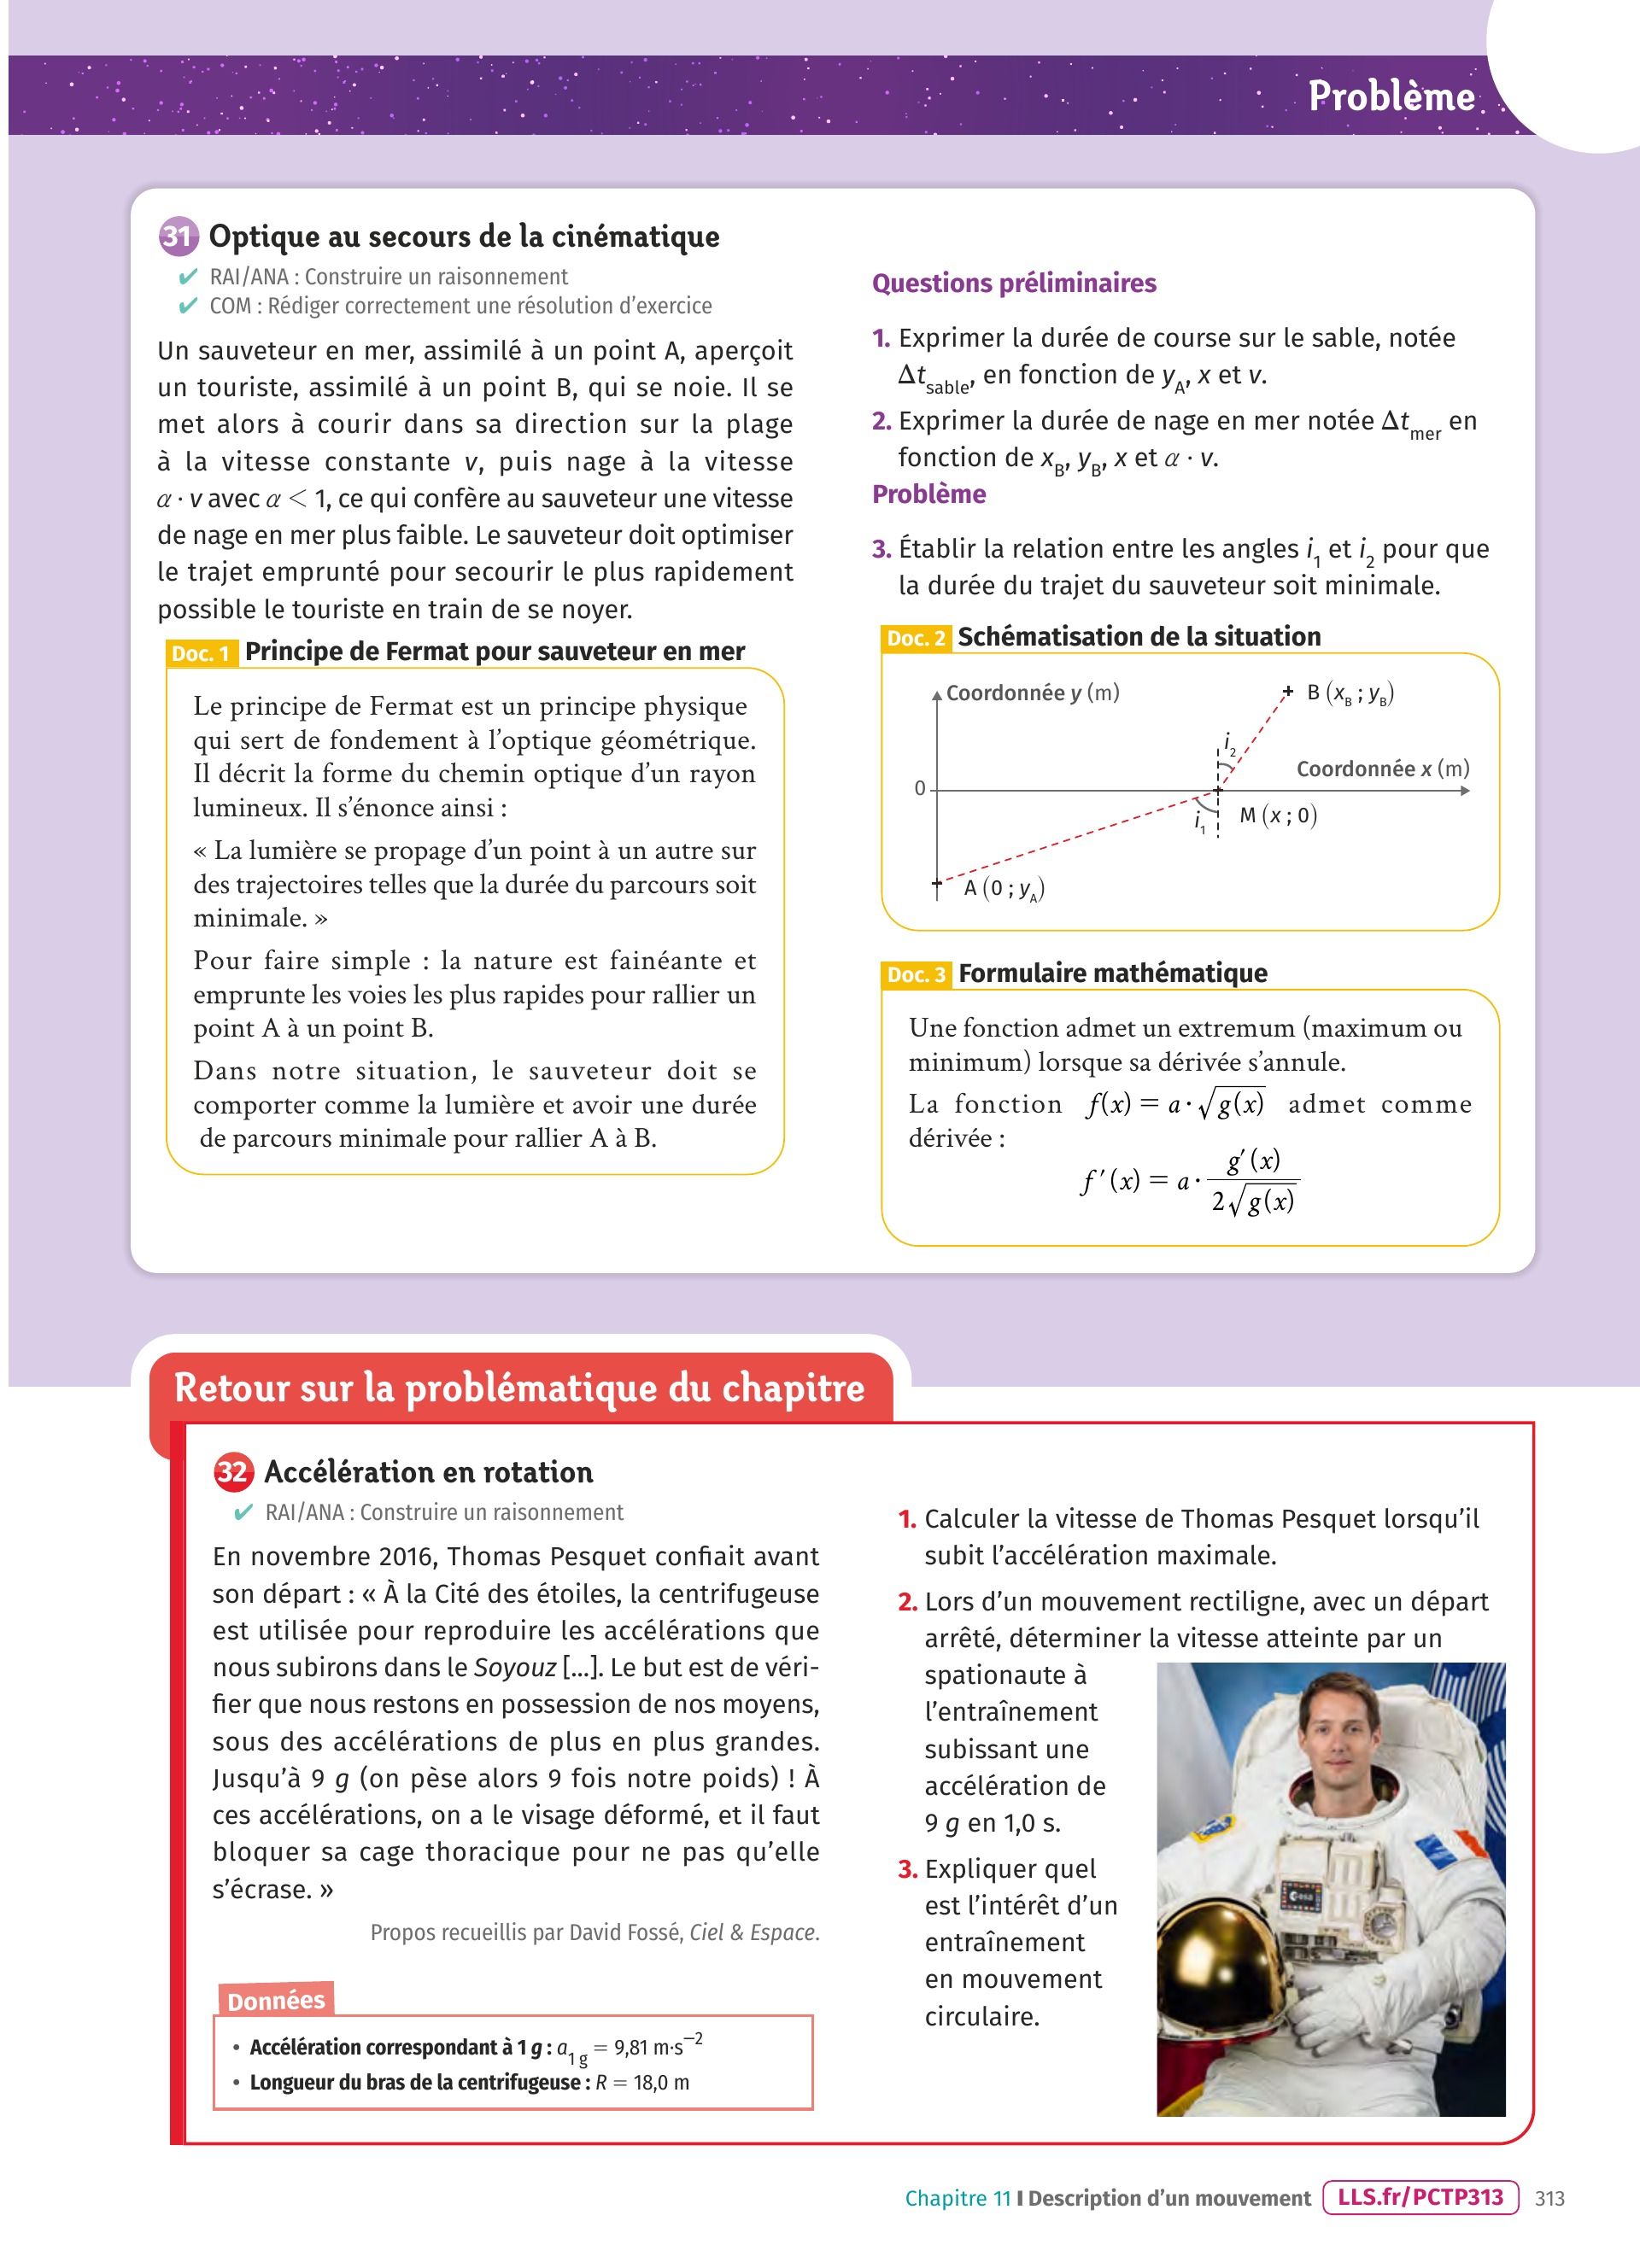 Problème
31 Optique au secours de la cinématique
✔ RAI/ANA : Construire un raisonnement
✔ COM : Rédiger correctement une résolution d’exercice
Un sauveteur en mer, assimilé à un point A, aperçoit
un touriste, assimilé à un point B, qui se noie. Il se
met alors à courir dans sa direction sur la plage
à la vitesse constante v, puis nage à la vitesse
α · v avec α < 1, ce qui confère au sauveteur une vitesse
de nage en mer plus faible. Le sauveteur doit optimiser
le trajet emprunté pour secourir le plus rapidement
possible le touriste en train de se noyer.
Doc. 1 Principe de Fermat pour sauveteur en mer
Le principe de Fermat est un principe physique
qui sert de fondement à l’optique géométrique.
Il décrit la forme du chemin optique d’un rayon
lumineux. Il s’énonce ainsi :
« La lumière se propage d’un point à un autre sur
des trajectoires telles que la durée du parcours soit
minimale. »
Pour faire simple : la nature est fainéante et
emprunte les voies les plus rapides pour rallier un
point A à un point B.
Dans notre situation, le sauveteur doit se
comporter comme la lumière et avoir une durée
de parcours minimale pour rallier A à B.
Questions préliminaires
1. Exprimer la durée de course sur le sable, notée
Δt_sable, en fonction de y_A, x et v.
2. Exprimer la durée de nage en mer notée Δt_mer en
fonction de x_B, y_B, x et α · v.
Problème
3. Établir la relation entre les angles i_1 et i_2 pour que
la durée du trajet du sauveteur soit minimale.
Doc. 2 Schématisation de la situation
Coordonnée y (m)
B (x_B ; y_B)
i_2
Coordonnée x (m)
0
i_1
M (x ; 0)
A (0 ; y_A)
Doc. 3 Formulaire mathématique
Une fonction admet un extremum (maximum ou
minimum) lorsque sa dérivée s’annule.
La fonction f(x) = a · √g(x) admet comme
dérivée :
f′(x) = a · g′(x) / 2√g(x)
Retour sur la problématique du chapitre
32 Accélération en rotation
✔ RAI/ANA : Construire un raisonnement
En novembre 2016, Thomas Pesquet confiait avant
son départ : « À la Cité des étoiles, la centrifugeuse
est utilisée pour reproduire les accélérations que
nous subirons dans le Soyouz [...]. Le but est de véri-
fier que nous restons en possession de nos moyens,
sous des accélérations de plus en plus grandes.
Jusqu’à 9 g (on pèse alors 9 fois notre poids) ! À
ces accélérations, on a le visage déformé, et il faut
bloquer sa cage thoracique pour ne pas qu’elle
s’écrase. »
Propos recueillis par David Fossé, Ciel & Espace.
Données
• Accélération correspondant à 1 g : a_1 g = 9,81 m·s⁻²
• Longueur du bras de la centrifugeuse : R = 18,0 m
1. Calculer la vitesse de Thomas Pesquet lorsqu’il
subit l’accélération maximale.
2. Lors d’un mouvement rectiligne, avec un départ
arrêté, déterminer la vitesse atteinte par un
spationaute à
l’entraînement
subissant une
accélération de
9 g en 1,0 s.
3. Expliquer quel
est l’intérêt d’un
entraînement
en mouvement
circulaire.
esa
Chapitre 11 I Description d’un mouvement LLS.fr/PCTP313 313